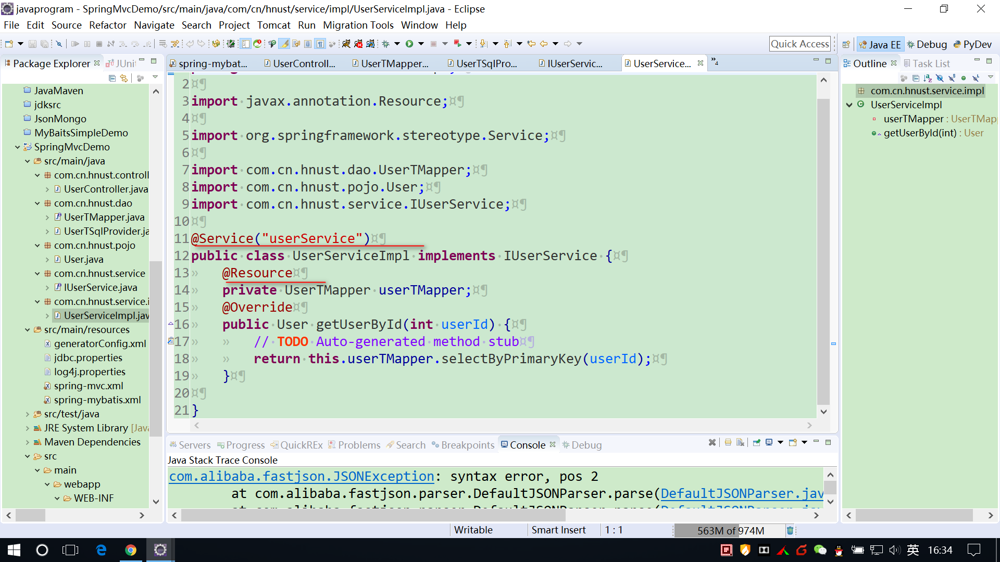 javaprogram - SpringMvcDemo/src/main/java/com/cn/hnust/service/impl/UserServiceImpl.java - Eclipse
File Edit Source Refactor Navigate Search Project Tomcat Run Migration Tools Window Help
Quick Access
Java EE
Debug
PyDev
Package Explorer
JUnit
JavaMaven
jdksrc
JsonMongo
MyBaitsSimpleDemo
SpringMvcDemo
src/main/java
com.cn.hnust.controll
UserController.java
com.cn.hnust.dao
UserTMapper.java
UserTSqlProvider.ja
com.cn.hnust.pojo
User.java
com.cn.hnust.service
IUserService.java
com.cn.hnust.service.i
UserServiceImpl.jav
src/main/resources
generatorConfig.xml
jdbc.properties
log4j.properties
spring-mvc.xml
spring-mybatis.xml
src/test/java
JRE System Library [Java
Maven Dependencies
src
main
webapp
WEB-INF
spring-mybat...
UserControll...
UserTMapper...
UserTSqlPro...
IUserServic...
UserService...
»4
2¤¶
3 import·javax.annotation.Resource;¤¶
4¤¶
5 import·org.springframework.stereotype.Service;¤¶
6¤¶
7 import·com.cn.hnust.dao.UserTMapper;¤¶
8 import·com.cn.hnust.pojo.User;¤¶
9 import·com.cn.hnust.service.IUserService;¤¶
10¤¶
11 @Service("userService")¤¶
12 public·class·UserServiceImpl·implements·IUserService·{¤¶
13 » @Resource¤¶
14 » private·UserTMapper·userTMapper;¤¶
15 » @Override¤¶
16 » public·User·getUserById(int·userId)·{¤¶
17 » » //·TODO·Auto-generated·method·stub¤¶
18 » » return·this.userTMapper.selectByPrimaryKey(userId);¤¶
19 » }¤¶
20¤¶
21 }
Servers
Progress
QuickREx
Problems
Search
Breakpoints
Console
Debug
Java Stack Trace Console
com.alibaba.fastjson.JSONException: syntax error, pos 2
at com.alibaba.fastjson.parser.DefaultJSONParser.parse(DefaultJSONParser.jav
at com.alibaba.fastjson.parser.DefaultJSONParser.parse(DefaultJSONParser.jav
Outline
Task List
com.cn.hnust.service.impl
UserServiceImpl
userTMapper : UserTMap
getUserById(int) : User
Writable
Smart Insert
1 : 1
563M of 974M
英
16:34